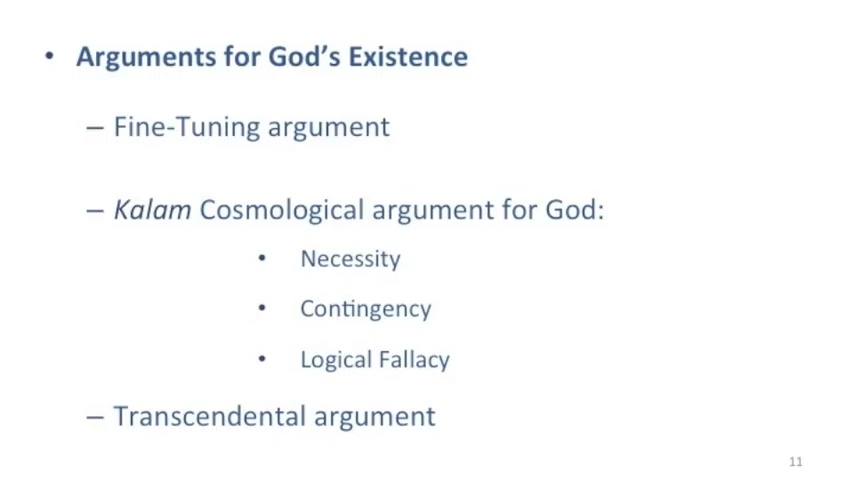 • Arguments for God's Existence
– Fine-Tuning argument
– Kalam Cosmological argument for God:
• Necessity
• Contingency
• Logical Fallacy
– Transcendental argument
11